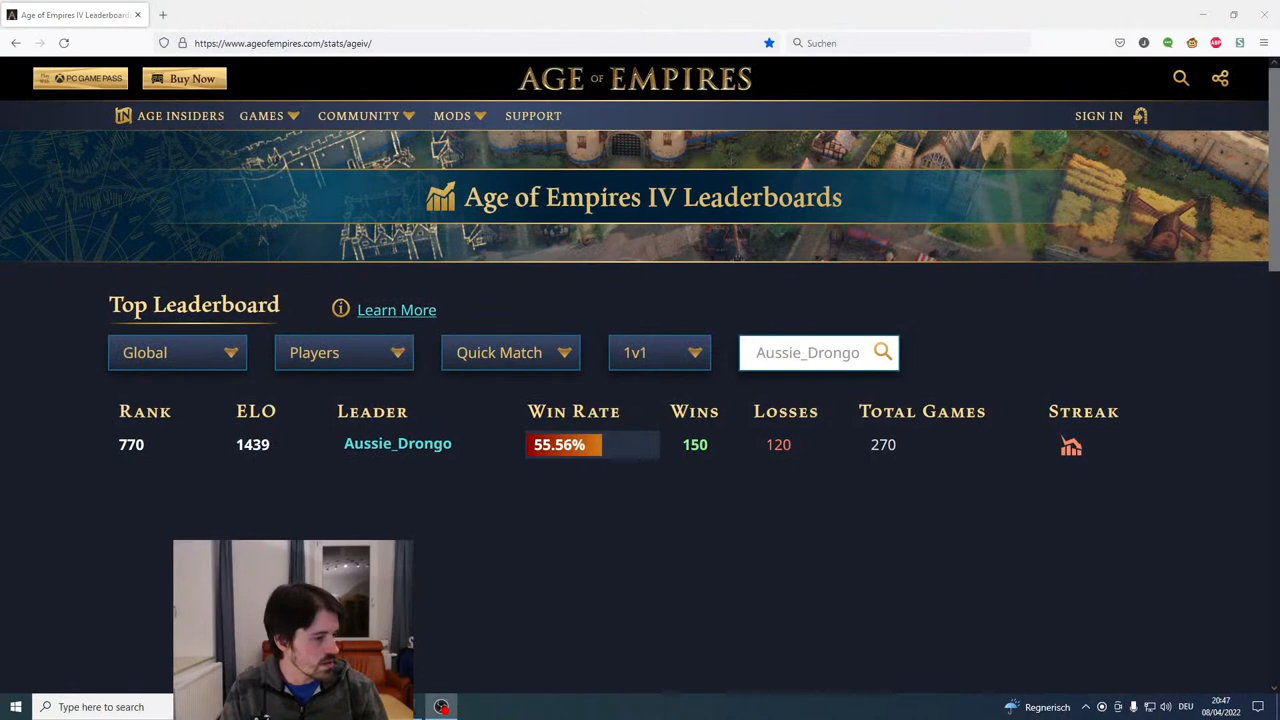 Age of Empires IV Leaderboards
https://www.ageofempires.com/stats/ageiv/
Suchen
PC GAME PASS
Buy Now
AGE OF EMPIRES
AGE INSIDERS GAMES COMMUNITY MODS SUPPORT SIGN IN
Age of Empires IV Leaderboards
Top Leaderboard Learn More
Global Players Quick Match 1v1 Aussie_Drongo
RANK ELO LEADER WIN RATE WINS LOSSES TOTAL GAMES STREAK
770 1439 Aussie_Drongo 55.56% 150 120 270
Type here to search
Regnerisch DEU 20:47
08/04/2022